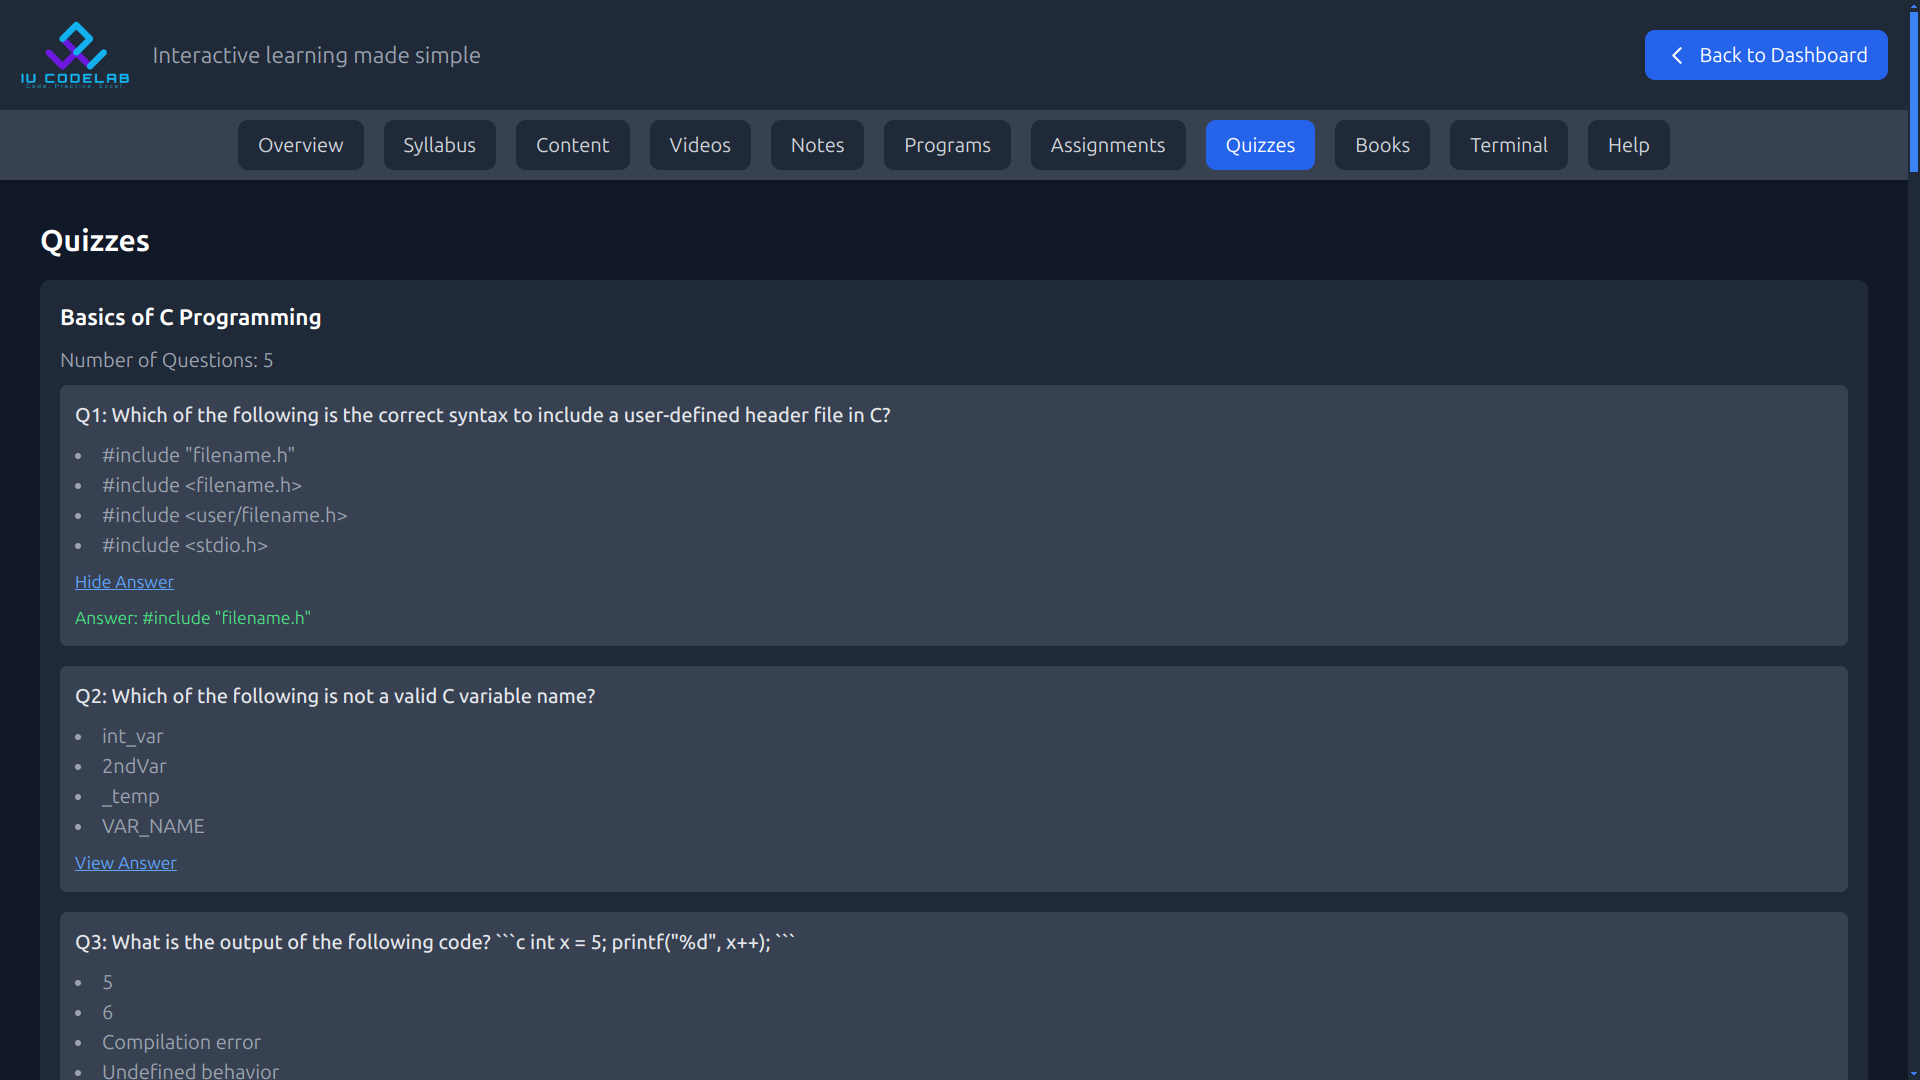 IU CODELAB
Code. Practice. Excel.
Interactive learning made simple
Back to Dashboard
Overview
Syllabus
Content
Videos
Notes
Programs
Assignments
Quizzes
Books
Terminal
Help
Quizzes
Basics of C Programming
Number of Questions: 5
Q1: Which of the following is the correct syntax to include a user-defined header file in C?
• #include "filename.h"
• #include <filename.h>
• #include <user/filename.h>
• #include <stdio.h>
Hide Answer
Answer: #include "filename.h"
Q2: Which of the following is not a valid C variable name?
• int_var
• 2ndVar
• _temp
• VAR_NAME
View Answer
Q3: What is the output of the following code? ```c int x = 5; printf("%d", x++); ```
• 5
• 6
• Compilation error
• Undefined behavior